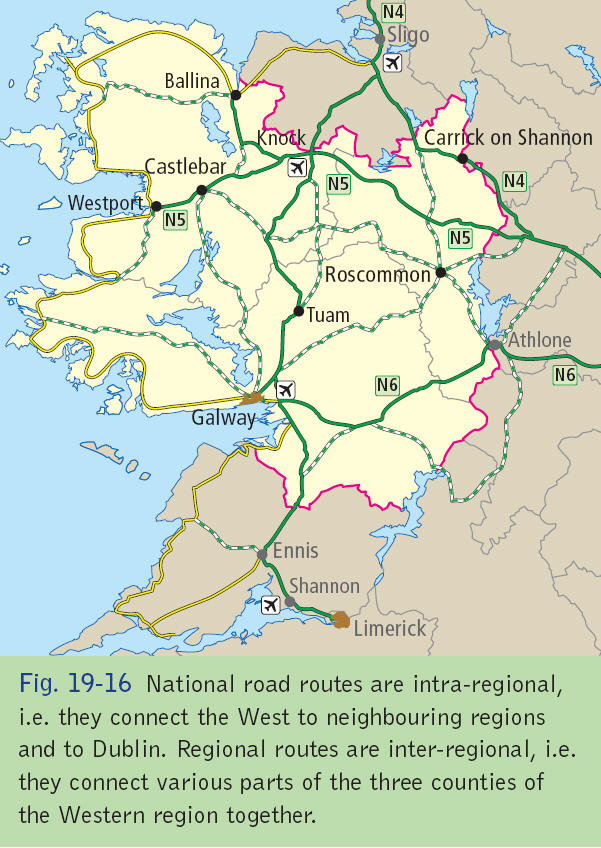 N4
Sligo
Ballina
Knock
Carrick on Shannon
Castlebar
N5
N4
Westport
N5
N5
Roscommon
Tuam
Athlone
N6
N6
Galway
Ennis
Shannon
Limerick
Fig. 19-16 National road routes are intra-regional,
i.e. they connect the West to neighbouring regions
and to Dublin. Regional routes are inter-regional, i.e.
they connect various parts of the three counties of
the Western region together.